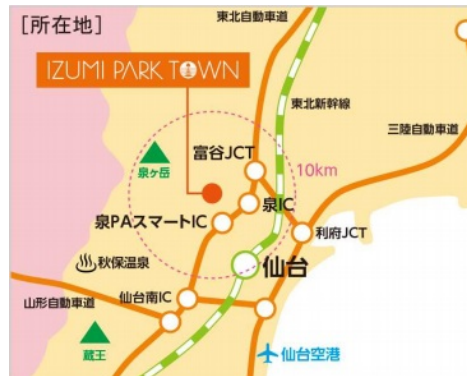 [所在地]
東北自動車道
IZUMI PARK TOWN
東北新幹線
三陸自動車道
泉ヶ岳
富谷JCT
10km
泉IC
泉PAスマートIC
利府JCT
仙台
秋保温泉
山形自動車道
仙台南IC
蔵王
仙台空港